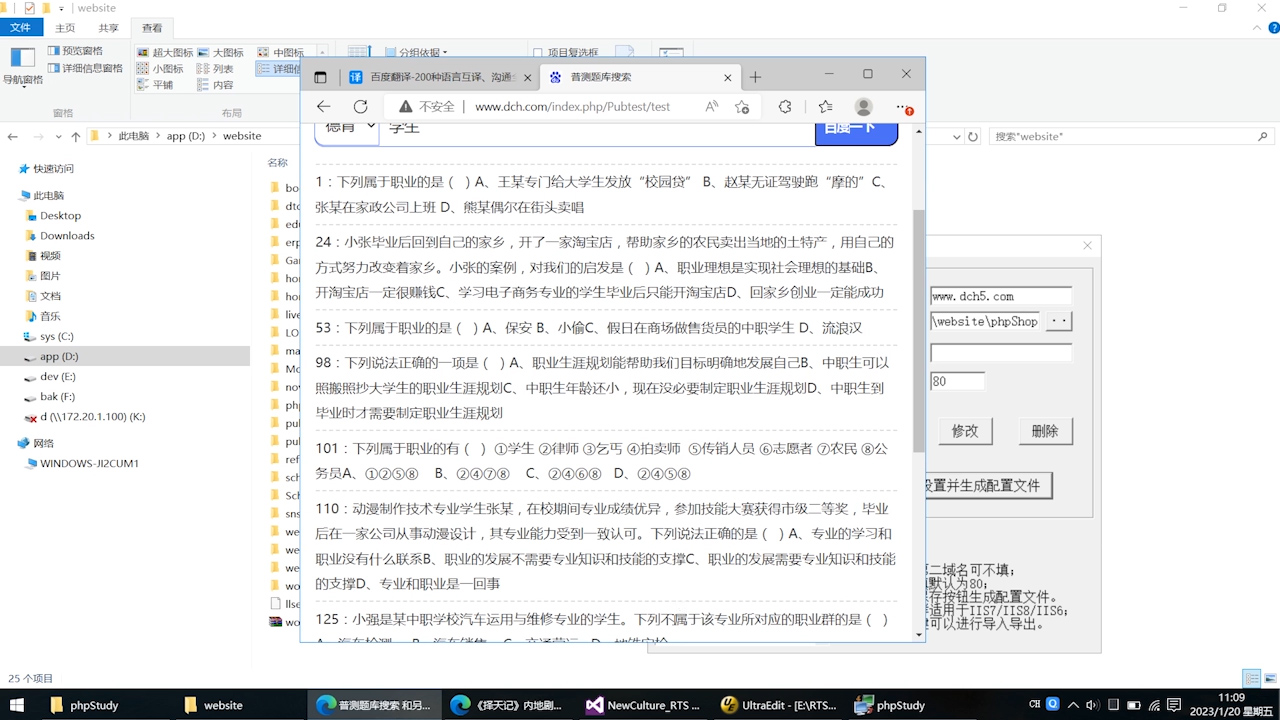 website
文件 主页 共享 查看
预览窗格
导航窗格
详细信息窗格
超大图标 大图标 中图标
小图标 列表
平铺 内容
分组依据
项目复选框
窗格 布局
此电脑 app (D:) website
搜索"website"
百度翻译-200种语言互译、沟通
普测题库搜索
不安全 www.dch.com/index.php/Pubtest/test
快速访问
此电脑
Desktop
Downloads
视频
图片
文档
音乐
sys (C:)
app (D:)
dev (E:)
bak (F:)
d (\\172.20.1.100) (K:)
网络
WINDOWS-JI2CUM1
名称
德育 学生 百度一下
1：下列属于职业的是（ ）A、王某专门给大学生发放“校园贷” B、赵某无证驾驶跑“摩的”C、
张某在家政公司上班 D、熊某偶尔在街头卖唱
24：小张毕业后回到自己的家乡，开了一家淘宝店，帮助家乡的农民卖出当地的土特产，用自己的
方式努力改变着家乡。小张的案例，对我们的启发是（ ）A、职业理想是实现社会理想的基础B、
开淘宝店一定很赚钱C、学习电子商务专业的学生毕业后只能开淘宝店D、回家乡创业一定能成功
53：下列属于职业的是（ ）A、保安 B、小偷C、假日在商场做售货员的中职学生 D、流浪汉
98：下列说法正确的一项是（ ）A、职业生涯规划能帮助我们目标明确地发展自己B、中职生可以
照搬照抄大学生的职业生涯规划C、中职生年龄还小，现在没必要制定职业生涯规划D、中职生到
毕业时才需要制定职业生涯规划
101：下列属于职业的有（ ） ①学生 ②律师 ③乞丐 ④拍卖师 ⑤传销人员 ⑥志愿者 ⑦农民 ⑧公
务员A、①②⑤⑧ B、②④⑦⑧ C、②④⑥⑧ D、②④⑤⑧
110：动漫制作技术专业学生张某，在校期间专业成绩优异，参加技能大赛获得市级二等奖，毕业
后在一家公司从事动漫设计，其专业能力受到一致认可。下列说法正确的是（ ）A、专业的学习和
职业没有什么联系B、职业的发展不需要专业知识和技能的支撑C、职业的发展需要专业知识和技能
的支撑D、专业和职业是一回事
125：小强是某中职学校汽车运用与维修专业的学生。下列不属于该专业所对应的职业群的是（ ）
www.dch5.com
\website\phpShop
80
修改 删除
设置并生成配置文件
第二域名可不填；
默认为80；
存按钮生成配置文件。
适用于IIS7/IIS8/IIS6；
可以进行导入导出。
25 个项目
phpStudy website 普测题库搜索 和另... 《择天记》内功剧... NewCulture_RTS ... UltraEdit - [E:\RTS... phpStudy
CH
11:09
2023/1/20 星期五